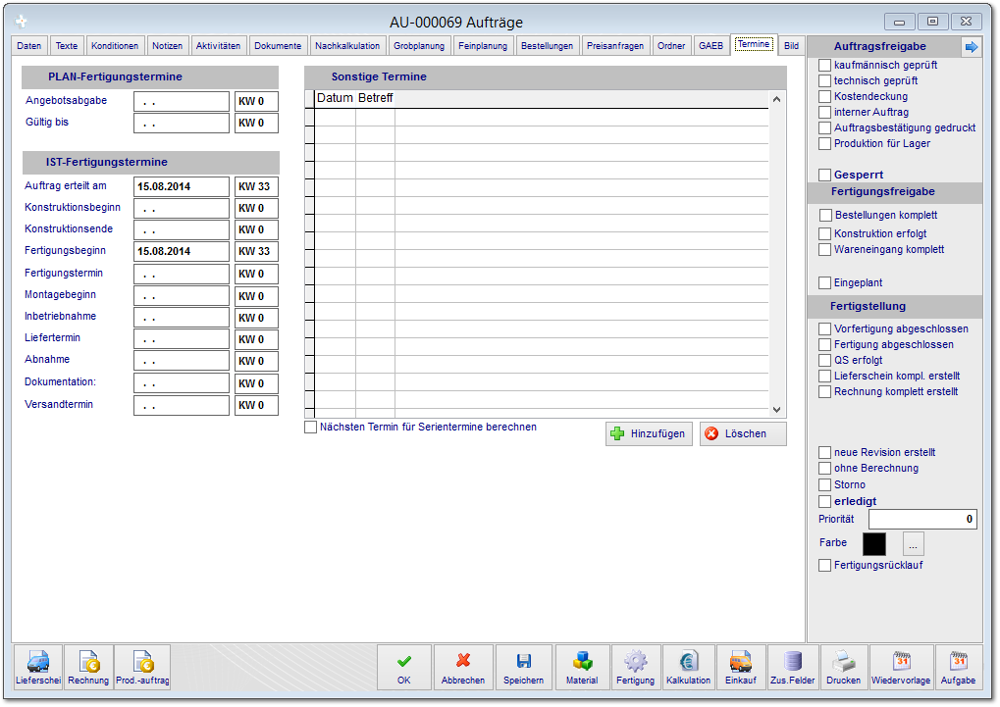 AU-000069 Aufträge
Daten Texte Konditionen Notizen Aktivitäten Dokumente Nachkalkulation Grobplanung Feinplanung Bestellungen Preisanfragen Ordner GAEB Termine Bild
PLAN-Fertigungstermine
Angebotsabgabe . . KW 0
Gültig bis . . KW 0
IST-Fertigungstermine
Auftrag erteilt am 15.08.2014 KW 33
Konstruktionsbeginn . . KW 0
Konstruktionsende . . KW 0
Fertigungsbeginn 15.08.2014 KW 33
Fertigungstermin . . KW 0
Montagebeginn . . KW 0
Inbetriebnahme . . KW 0
Liefertermin . . KW 0
Abnahme . . KW 0
Dokumentation: . . KW 0
Versandtermin . . KW 0
Sonstige Termine
Datum Betreff
Nächsten Termin für Serientermine berechnen
Hinzufügen Löschen
Auftragsfreigabe
kaufmännisch geprüft
technisch geprüft
Kostendeckung
interner Auftrag
Auftragsbestätigung gedruckt
Produktion für Lager
Gesperrt
Fertigungsfreigabe
Bestellungen komplett
Konstruktion erfolgt
Wareneingang komplett
Eingeplant
Fertigstellung
Vorfertigung abgeschlossen
Fertigung abgeschlossen
QS erfolgt
Lieferschein kompl. erstellt
Rechnung komplett erstellt
neue Revision erstellt
ohne Berechnung
Storno
erledigt
Priorität 0
Farbe ...
Fertigungsrücklauf
Lieferschei Rechnung Prod.-auftrag OK Abbrechen Speichern Material Fertigung Kalkulation Einkauf Zus.Felder Drucken 31 Wiedervorlage 31 Aufgabe